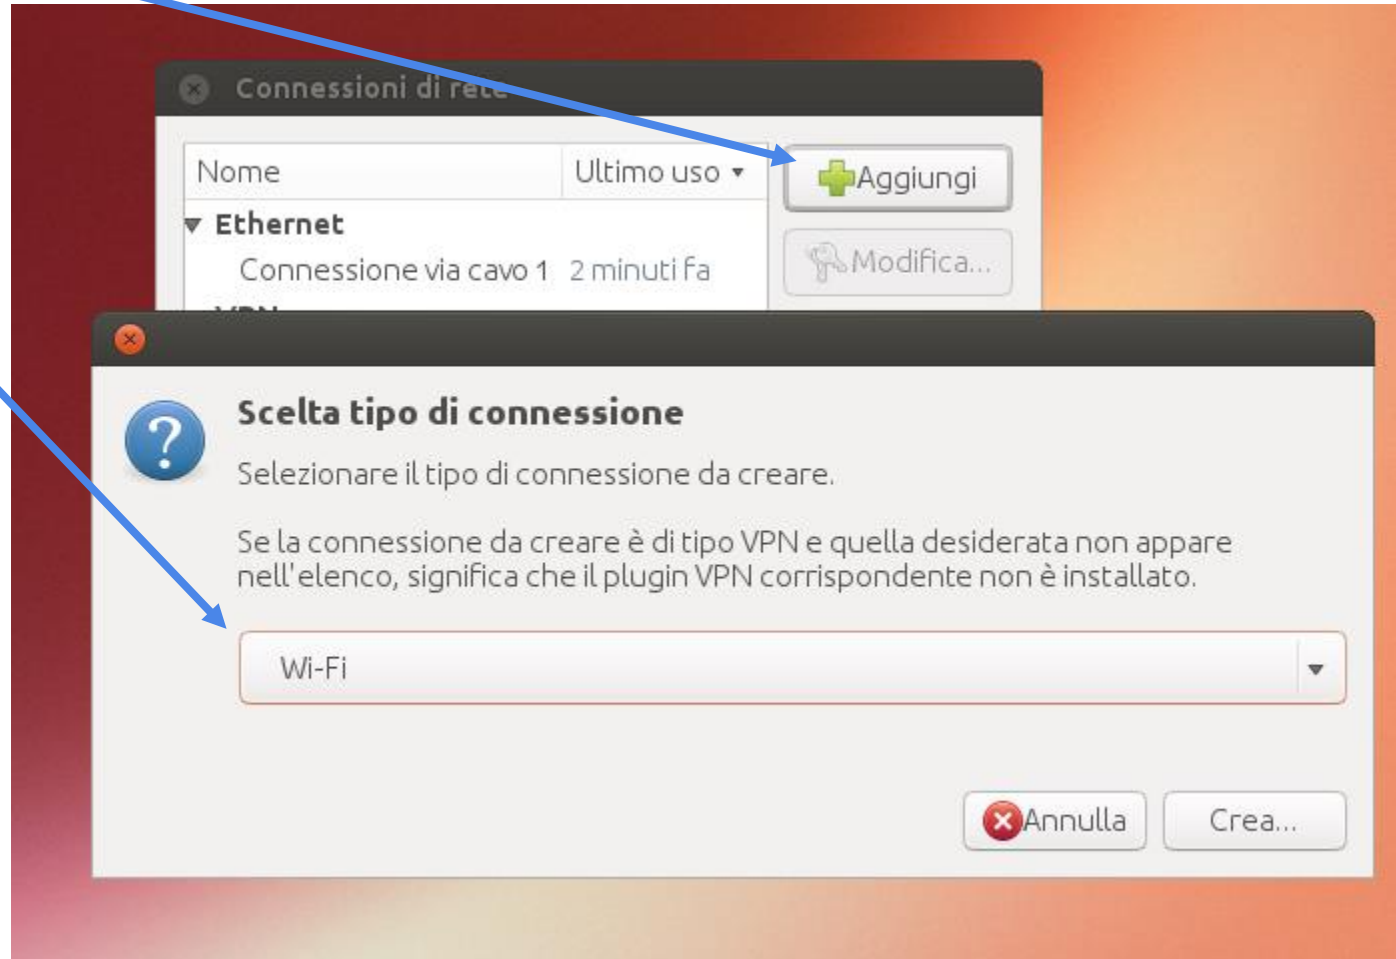 Connessioni di rete
Nome Ultimo uso
Aggiungi
Ethernet
Connessione via cavo 1 2 minuti fa
Modifica...
VPN
Scelta tipo di connessione
Selezionare il tipo di connessione da creare.
Se la connessione da creare è di tipo VPN e quella desiderata non appare
nell'elenco, significa che il plugin VPN corrispondente non è installato.
Wi-Fi
Annulla Crea...